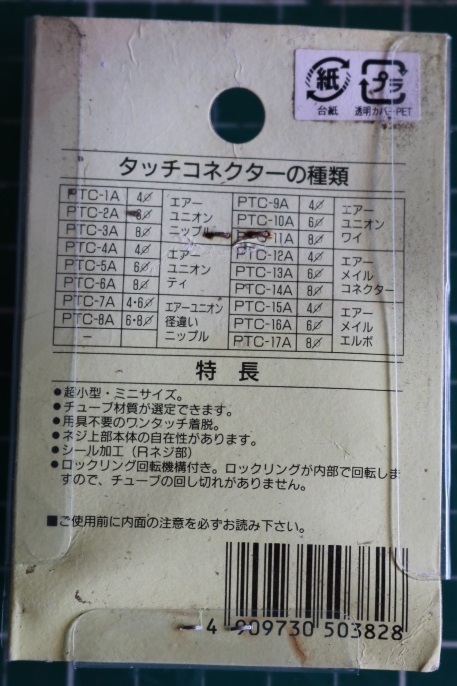 紙
プラ
台紙 透明カバーPET
タッチコネクターの種類
PTC-1A 4∅ エアー PTC-9A 4∅ エアー
PTC-2A 6∅ ユニオン PTC-10A 6∅ ユニオン
PTC-3A 8∅ ニップル PTC-11A 8∅ ワイ
PTC-4A 4∅ エアー PTC-12A 4∅ エアー
PTC-5A 6∅ ユニオン PTC-13A 6∅ メイル
PTC-6A 8∅ ティ PTC-14A 8∅ コネクター
PTC-7A 4・6∅ エアーユニオン PTC-15A 4∅ エアー
PTC-8A 6・8∅ 径違い PTC-16A 6∅ メイル
— ニップル PTC-17A 8∅ エルボ
特長
●超小型・ミニサイズ。
●チューブ材質が選定できます。
●用具不要のワンタッチ着脱。
●ネジ上部本体の自在性があります。
●シール加工(Rネジ部)
●ロックリング回転機構付き。ロックリングが内部で回転しま
すので、チューブの回し切れがありません。
■ご使用前に内面の注意を必ずお読み下さい。
4 909730 503828